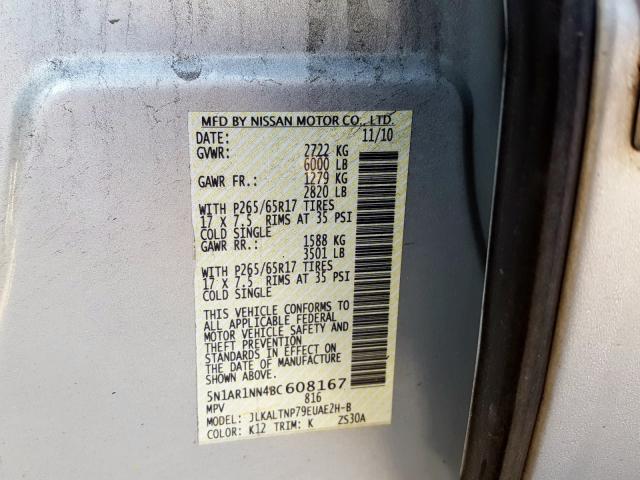 MFD BY NISSAN MOTOR CO., LTD.
DATE: 11/10
GVWR: 2722 KG
6000 LB
GAWR FR.: 1279 KG
2820 LB
WITH P265/65R17 TIRES
17 X 7.5 RIMS AT 35 PSI
COLD SINGLE
GAWR RR.: 1588 KG
3501 LB
WITH P265/65R17 TIRES
17 X 7.5 RIMS AT 35 PSI
COLD SINGLE
THIS VEHICLE CONFORMS TO
ALL APPLICABLE FEDERAL
MOTOR VEHICLE SAFETY AND
THEFT PREVENTION
STANDARDS IN EFFECT ON
THE DATE OF MANUFACTURE
SHOWN ABOVE.
5N1AR1NN4BC608167
MPV 816
MODEL: JLKALTNP79EUAE2H-B
COLOR: K12 TRIM: K ZS30A